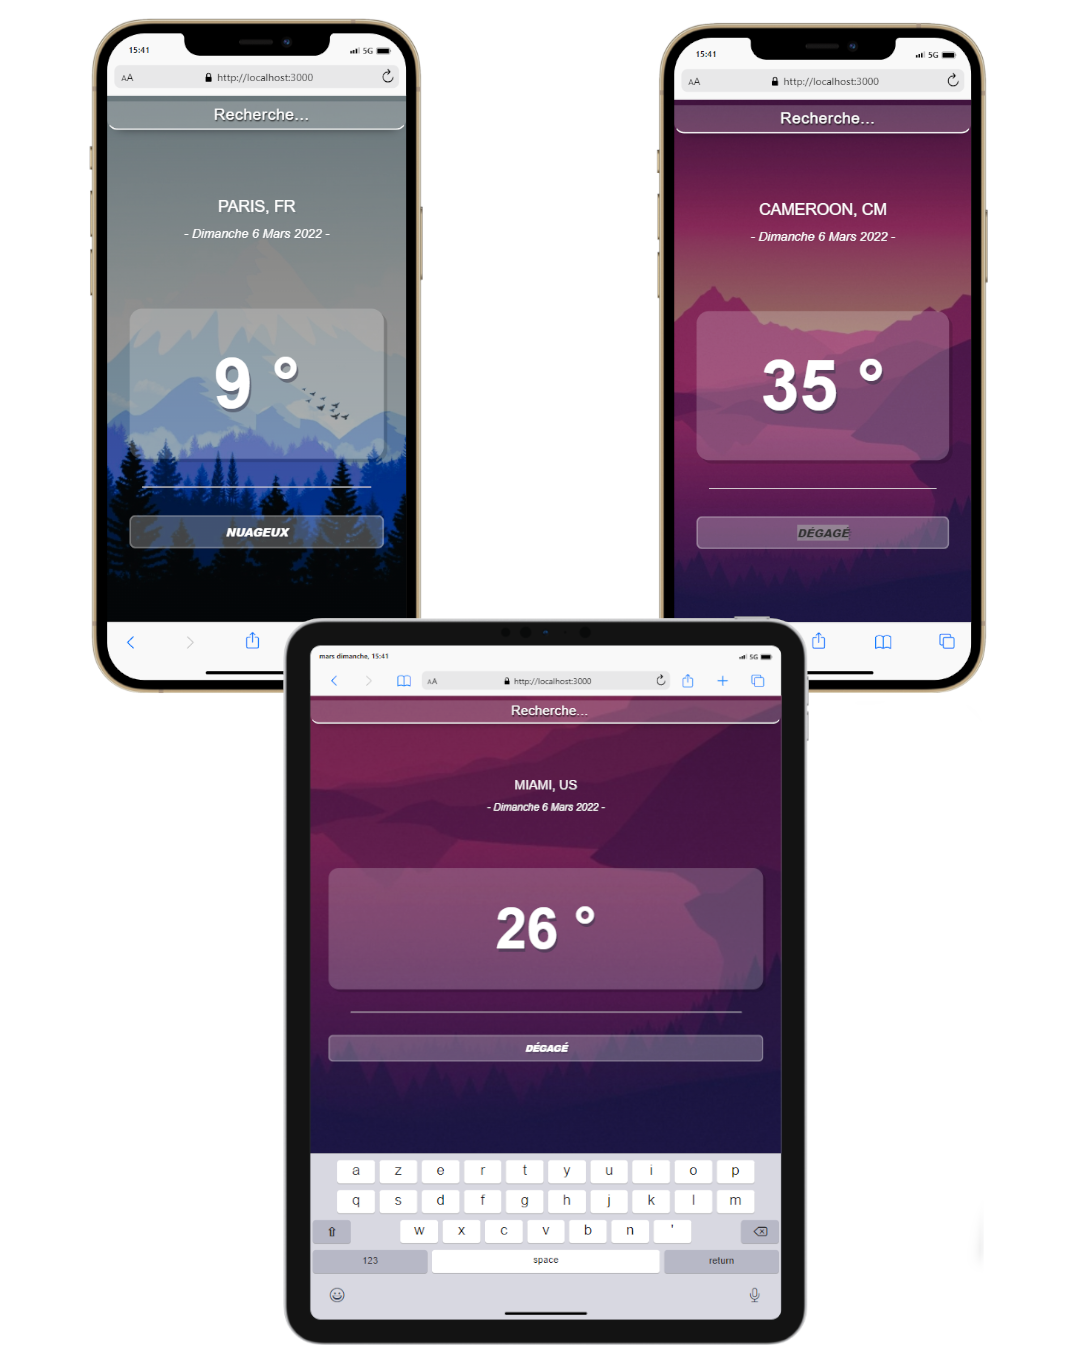 15:41
5G
AA
http://localhost:3000
Recherche...
PARIS, FR
- Dimanche 6 Mars 2022 -
9 °
NUAGEUX
15:41
5G
AA
http://localhost:3000
Recherche...
CAMEROON, CM
- Dimanche 6 Mars 2022 -
35 °
DÉGAGÉ
mars dimanche, 15:41
5G
AA
http://localhost:3000
Recherche...
MIAMI, US
- Dimanche 6 Mars 2022 -
26 °
DÉGAGÉ
a z e r t y u i o p
q s d f g h j k l m
w x c v b n '
123 space return